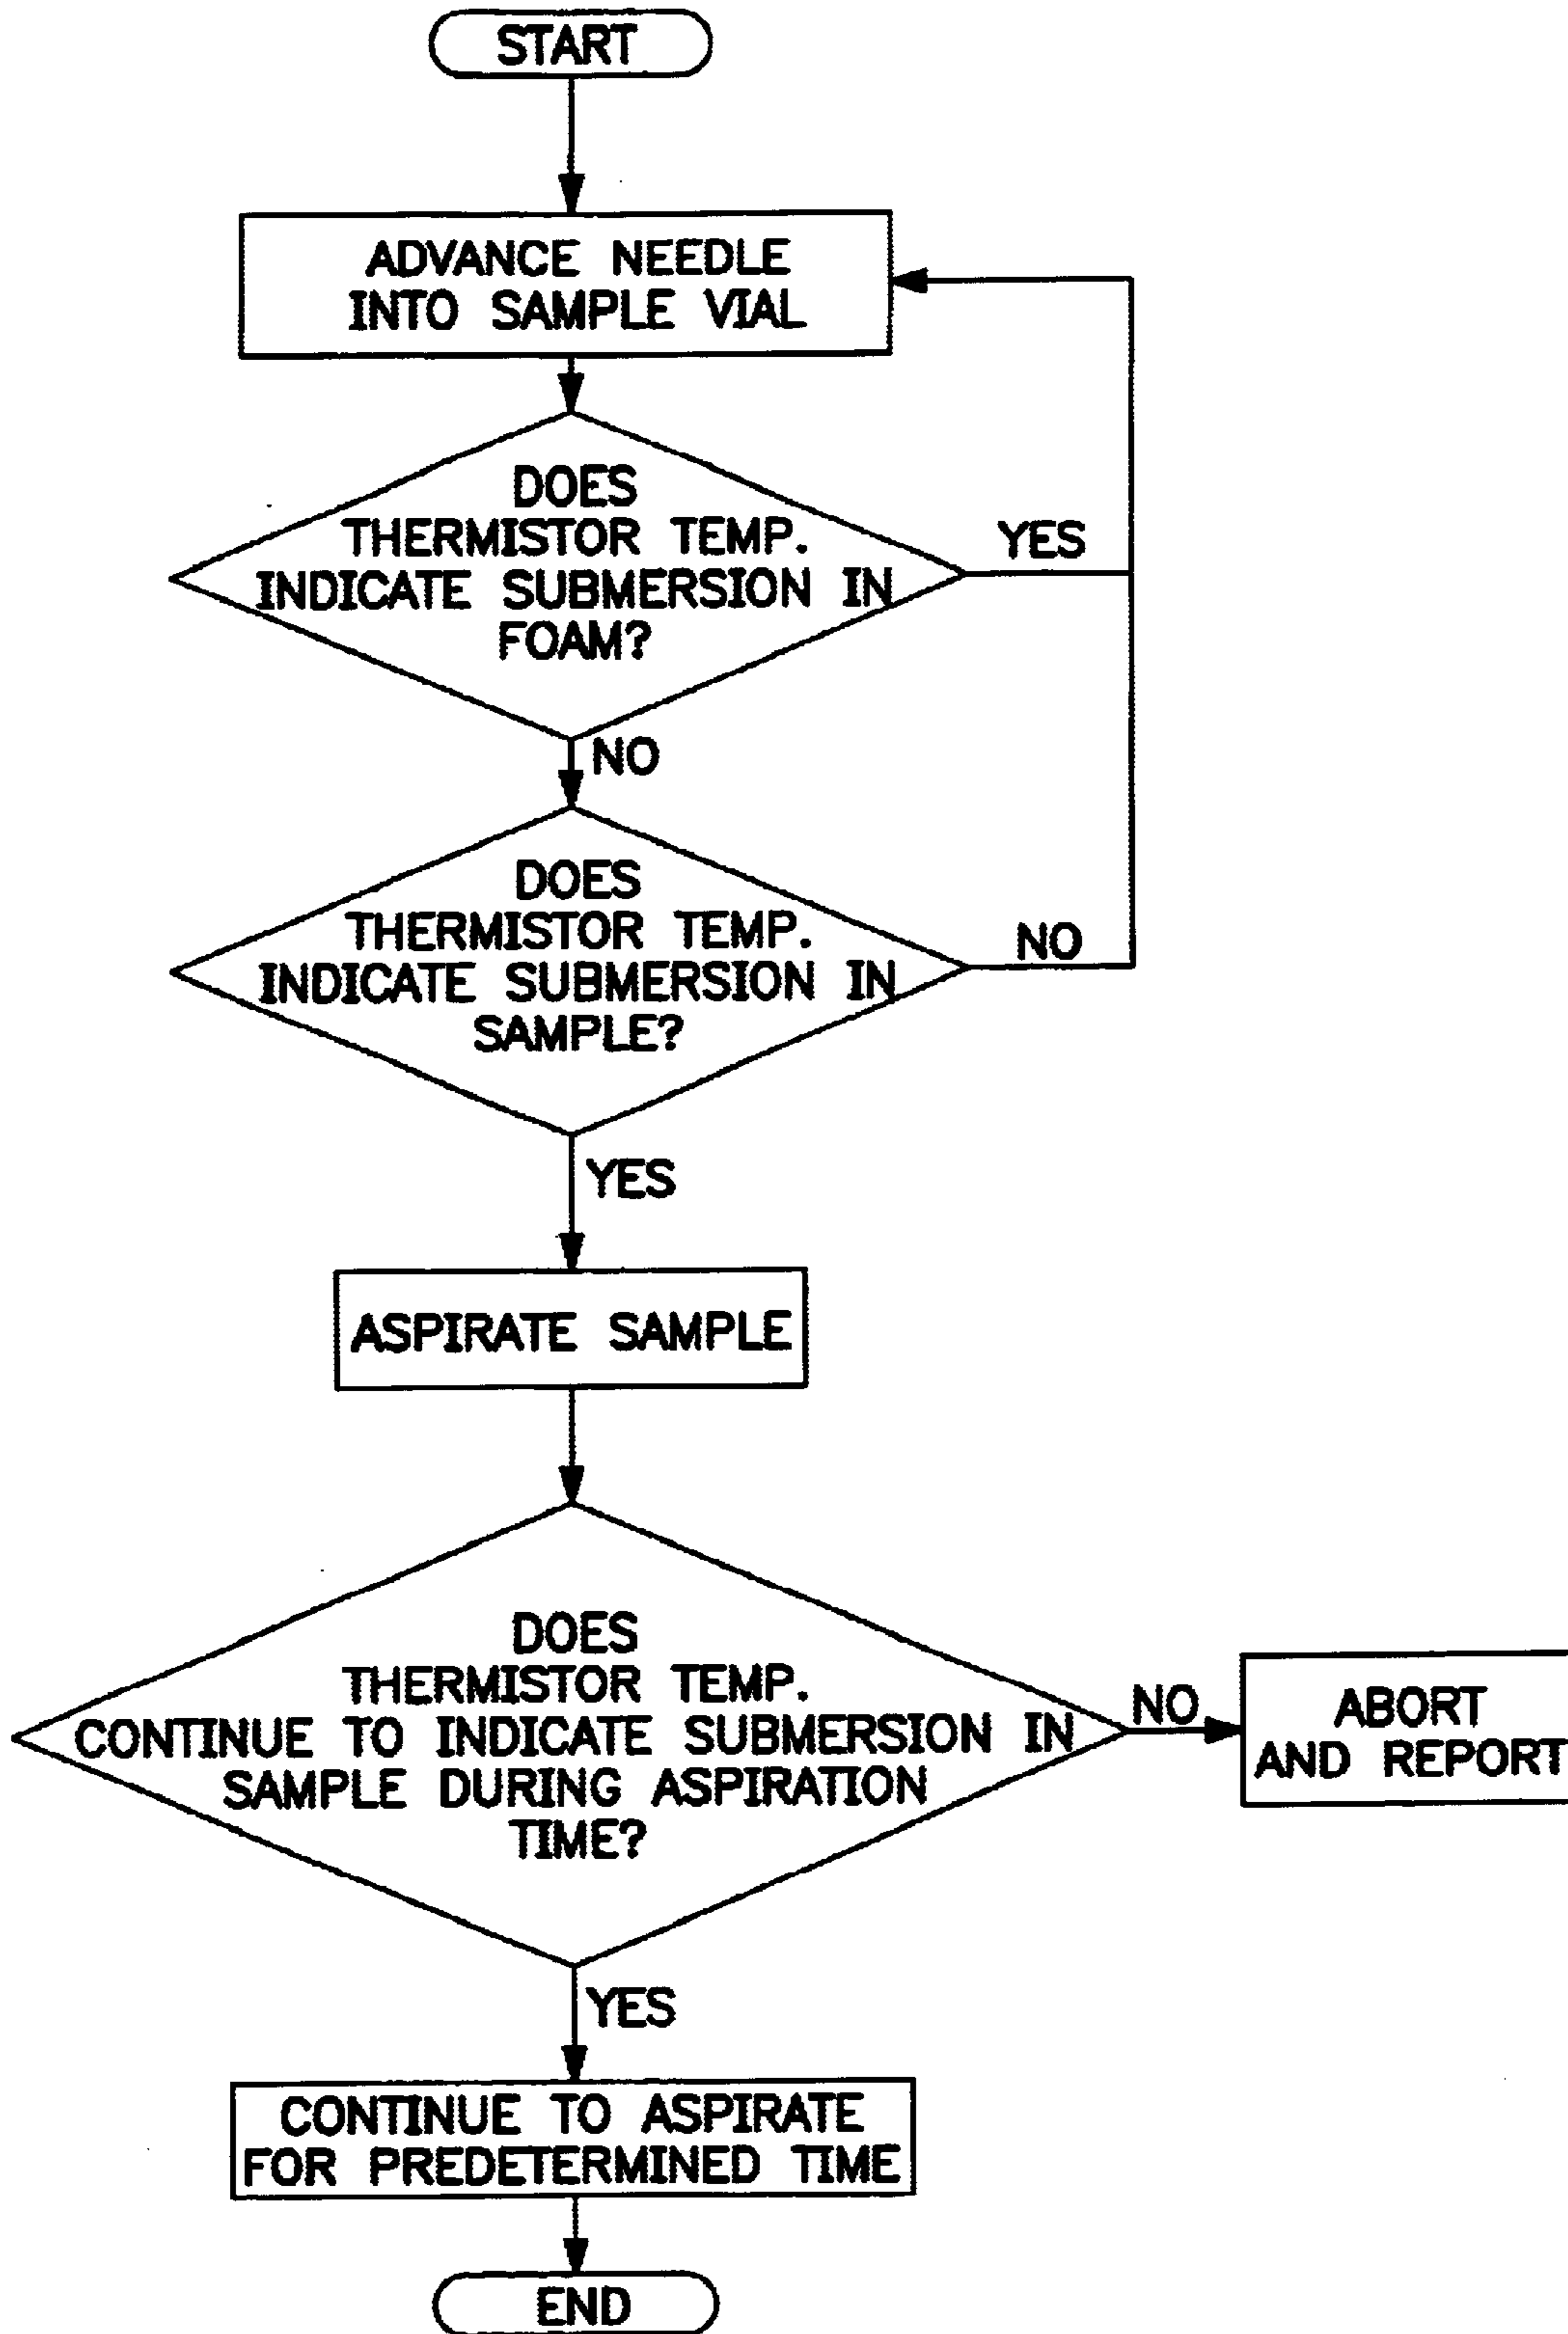 START
ADVANCE NEEDLE
INTO SAMPLE VIAL
DOES
THERMISTOR TEMP.
INDICATE SUBMERSION IN
FOAM?
YES
NO
DOES
THERMISTOR TEMP.
INDICATE SUBMERSION IN
SAMPLE?
NO
YES
ASPIRATE SAMPLE
DOES
THERMISTOR TEMP.
CONTINUE TO INDICATE SUBMERSION IN
SAMPLE DURING ASPIRATION
TIME?
NO
ABORT
AND REPORT
YES
CONTINUE TO ASPIRATE
FOR PREDETERMINED TIME
END